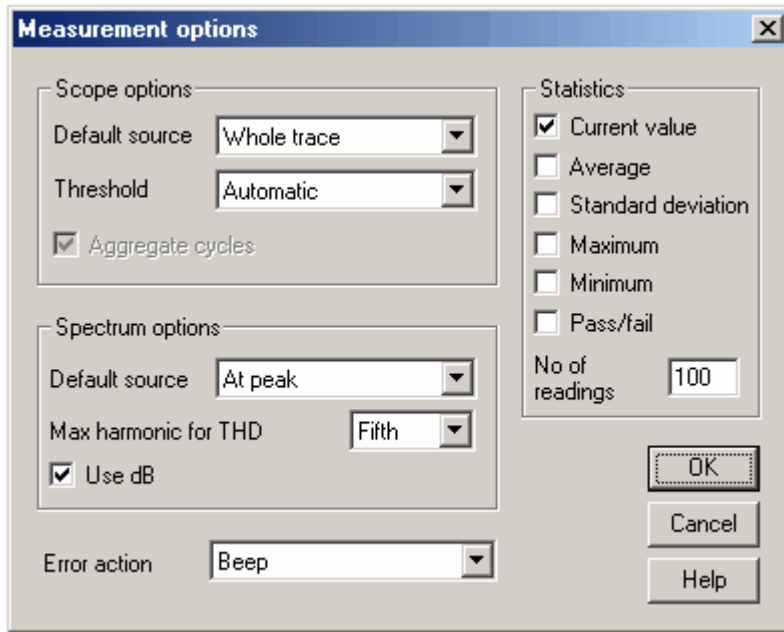 Measurement options
Scope options
Default source Whole trace
Threshold Automatic
Aggregate cycles
Spectrum options
Default source At peak
Max harmonic for THD Fifth
Use dB
Error action Beep
Statistics
Current value
Average
Standard deviation
Maximum
Minimum
Pass/fail
No of
readings 100
OK
Cancel
Help